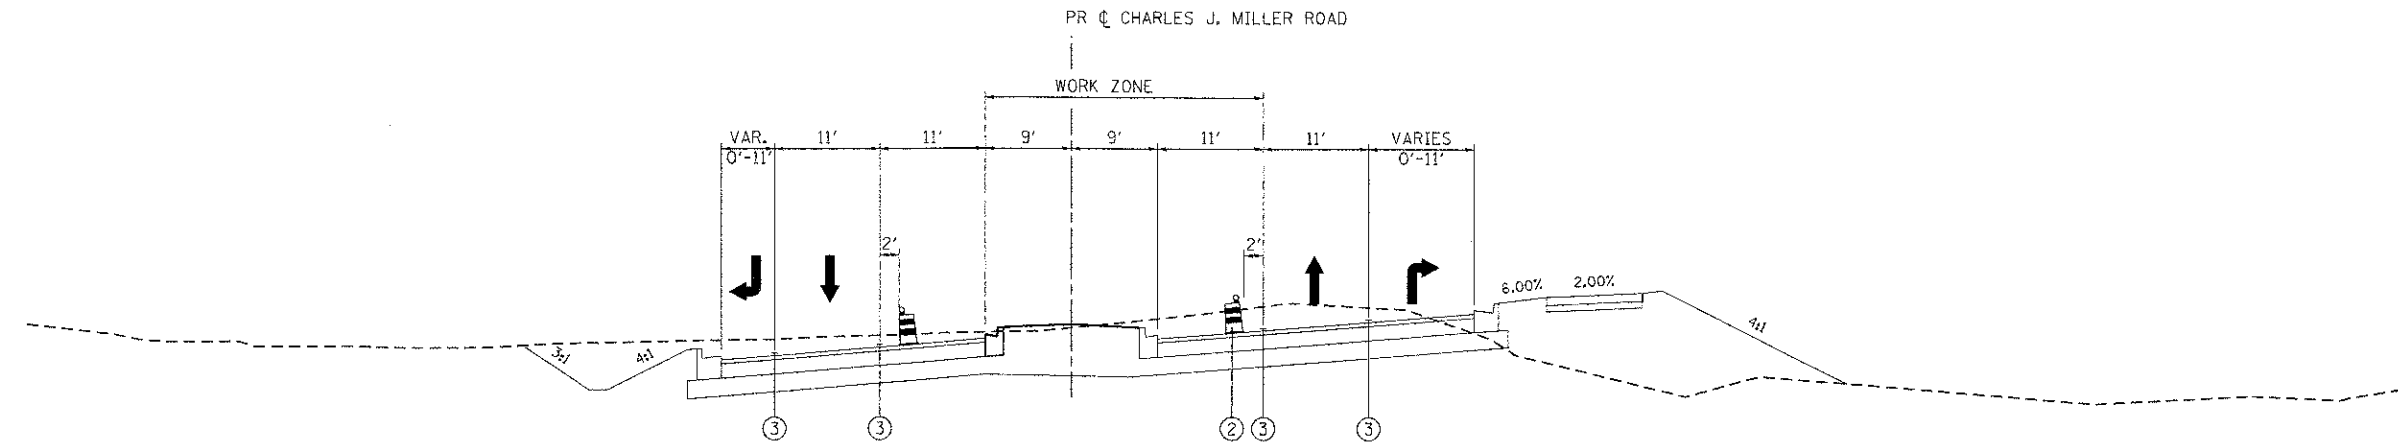 PR ℄ CHARLES J. MILLER ROAD
WORK ZONE
VAR. 11' 11' 9' 9' 11' 11' VARIES
0'-11' 0'-11'
2' 2'
6.00% 2.00%
3:1 4:1 4:1
3 3 2 3 3